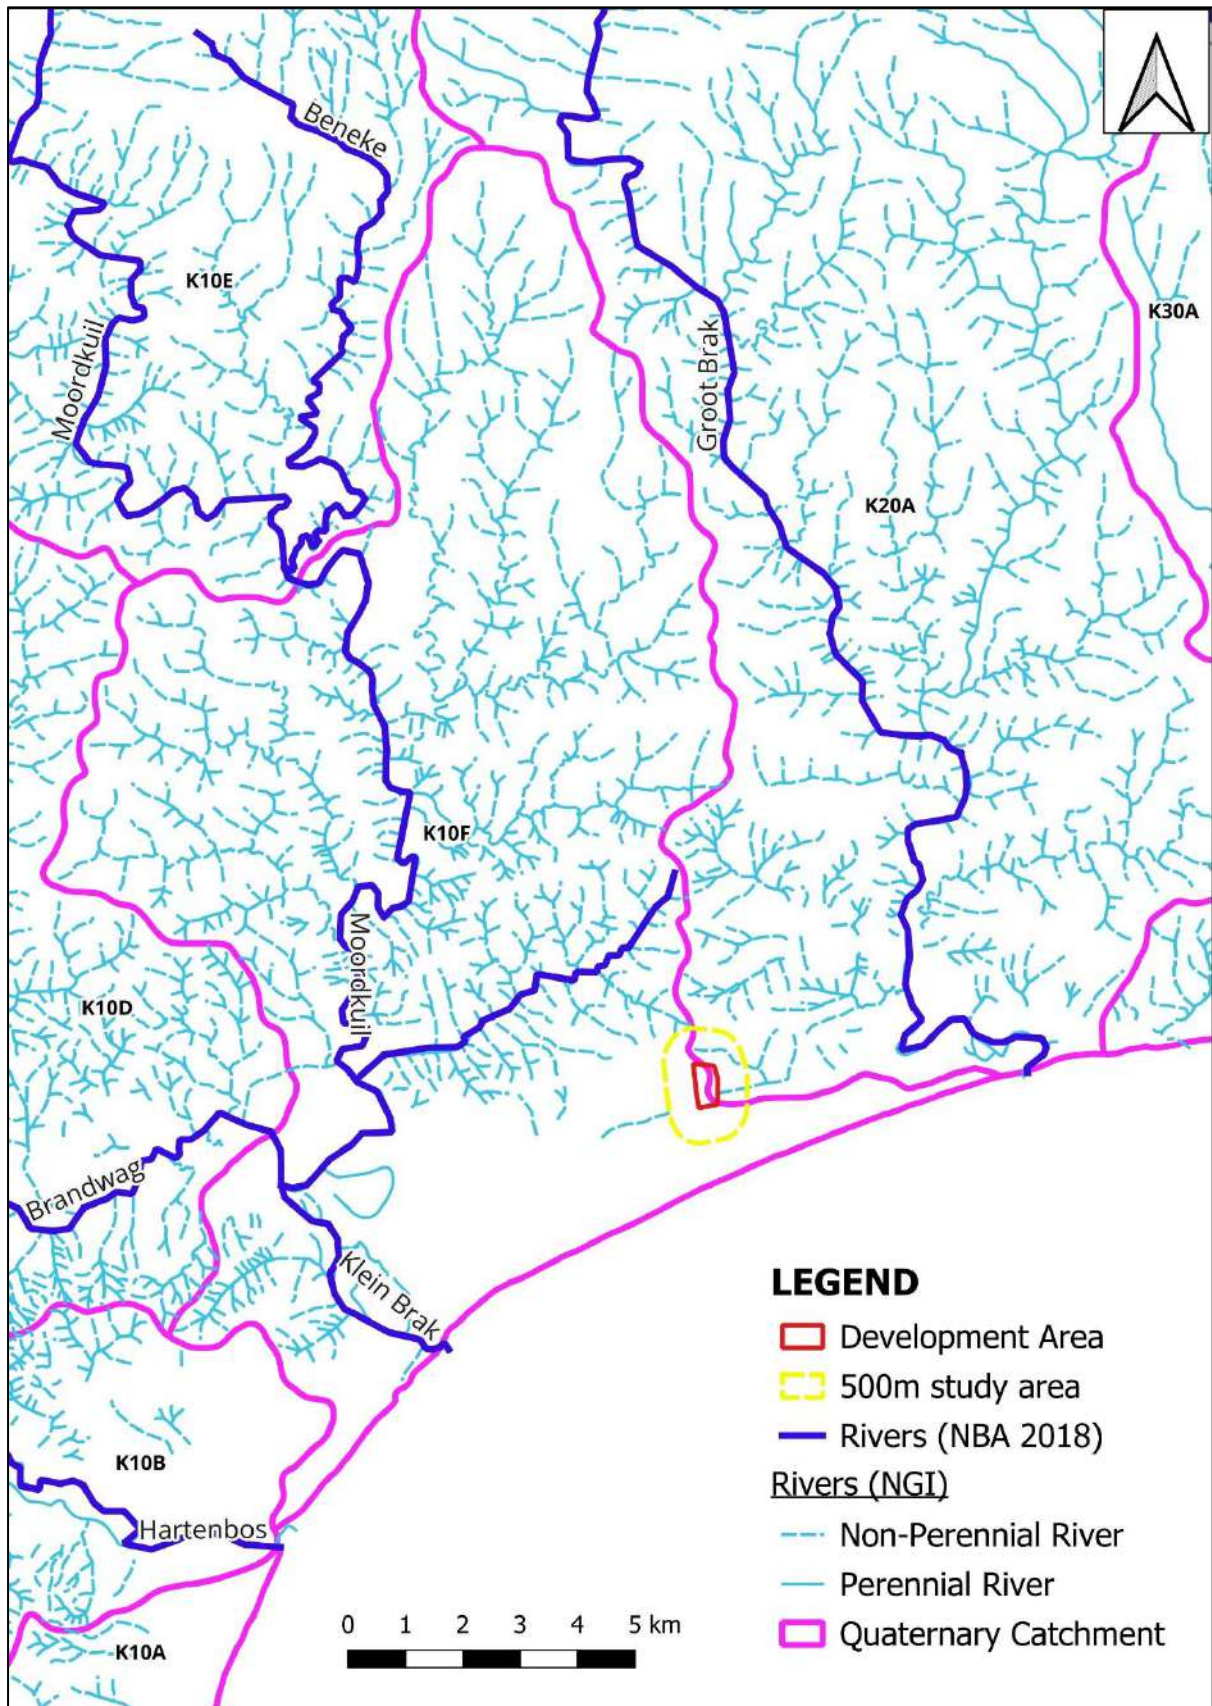 Beneke
K10E
K30A
Moordkuil
Groot Brak
K20A
K10F
Moordkuil
K10D
Brandwag
Klein Brak
K10B
Hartenbos
K10A
0 1 2 3 4 5 km
LEGEND
Development Area
500m study area
Rivers (NBA 2018)
Rivers (NGI)
Non-Perennial River
Perennial River
Quaternary Catchment